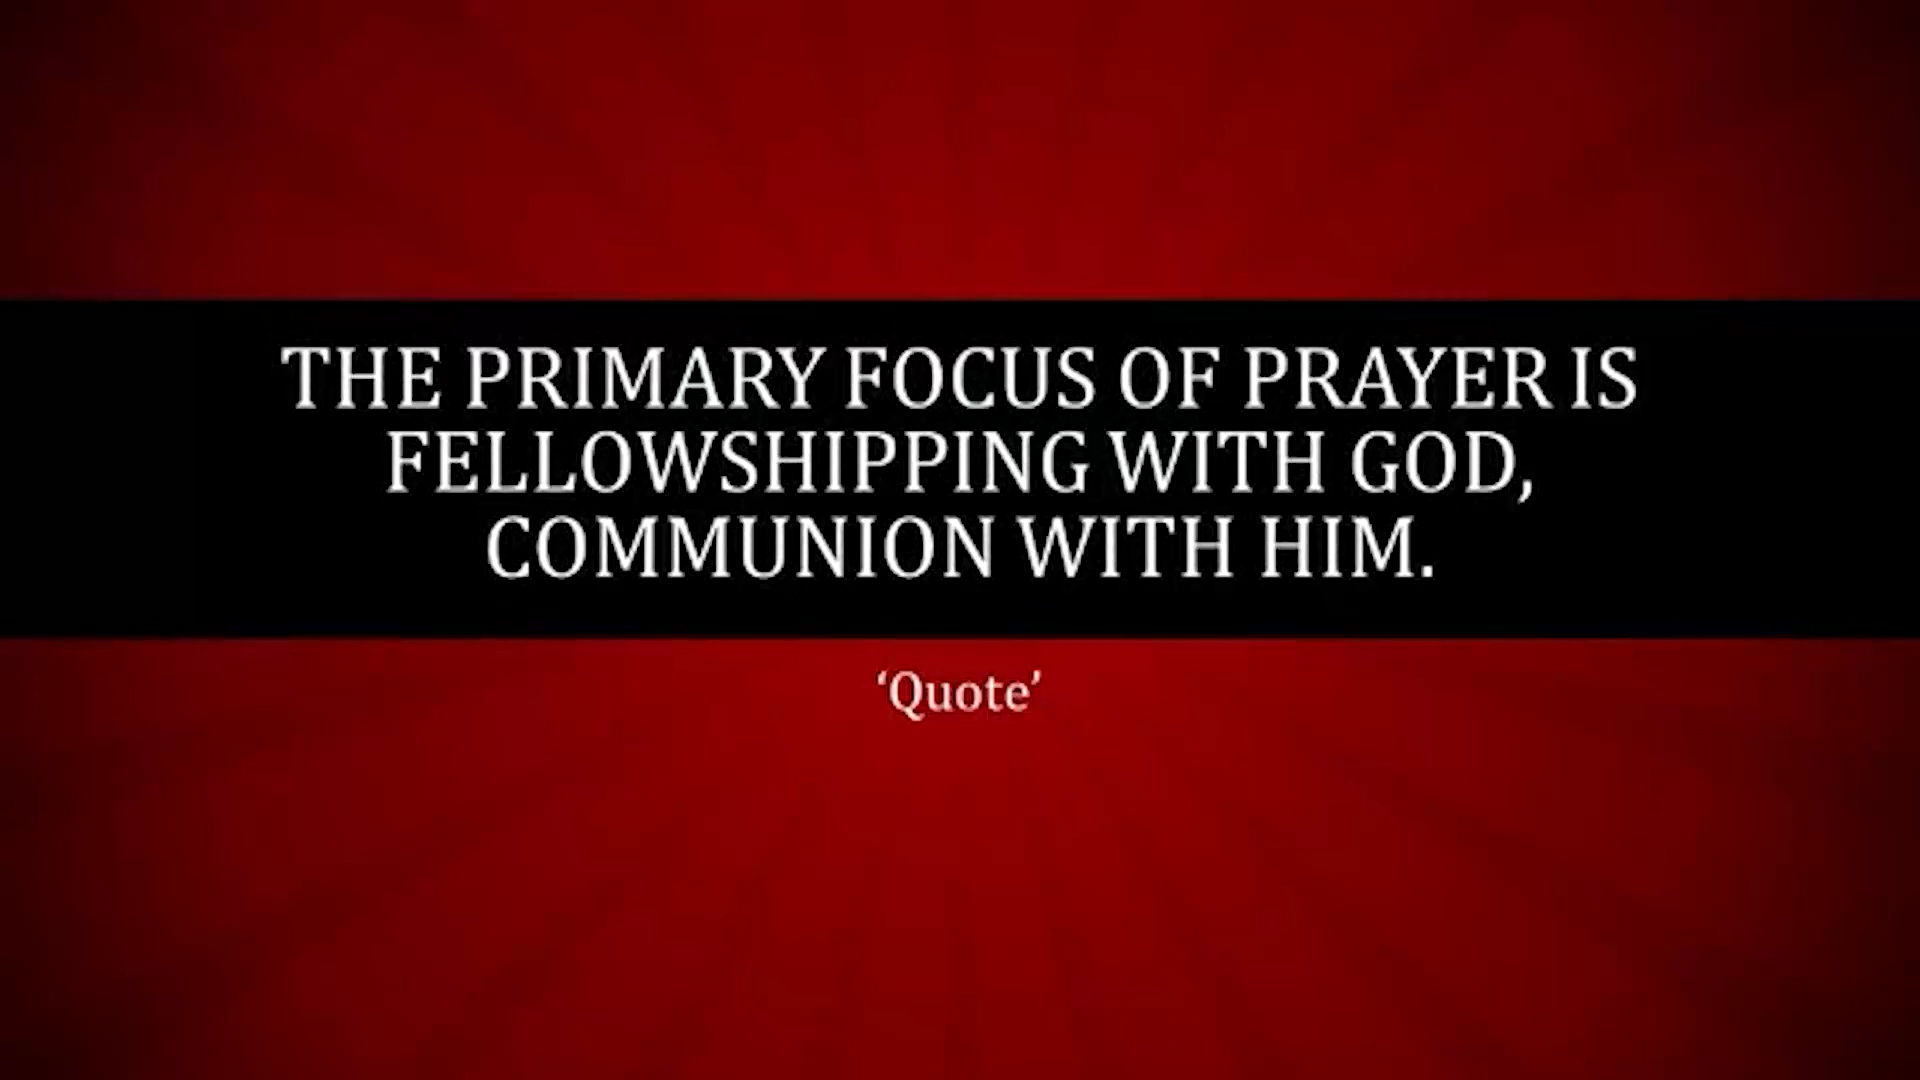 THE PRIMARY FOCUS OF PRAYER IS
FELLOWSHIPPING WITH GOD,
COMMUNION WITH HIM.
‘Quote’